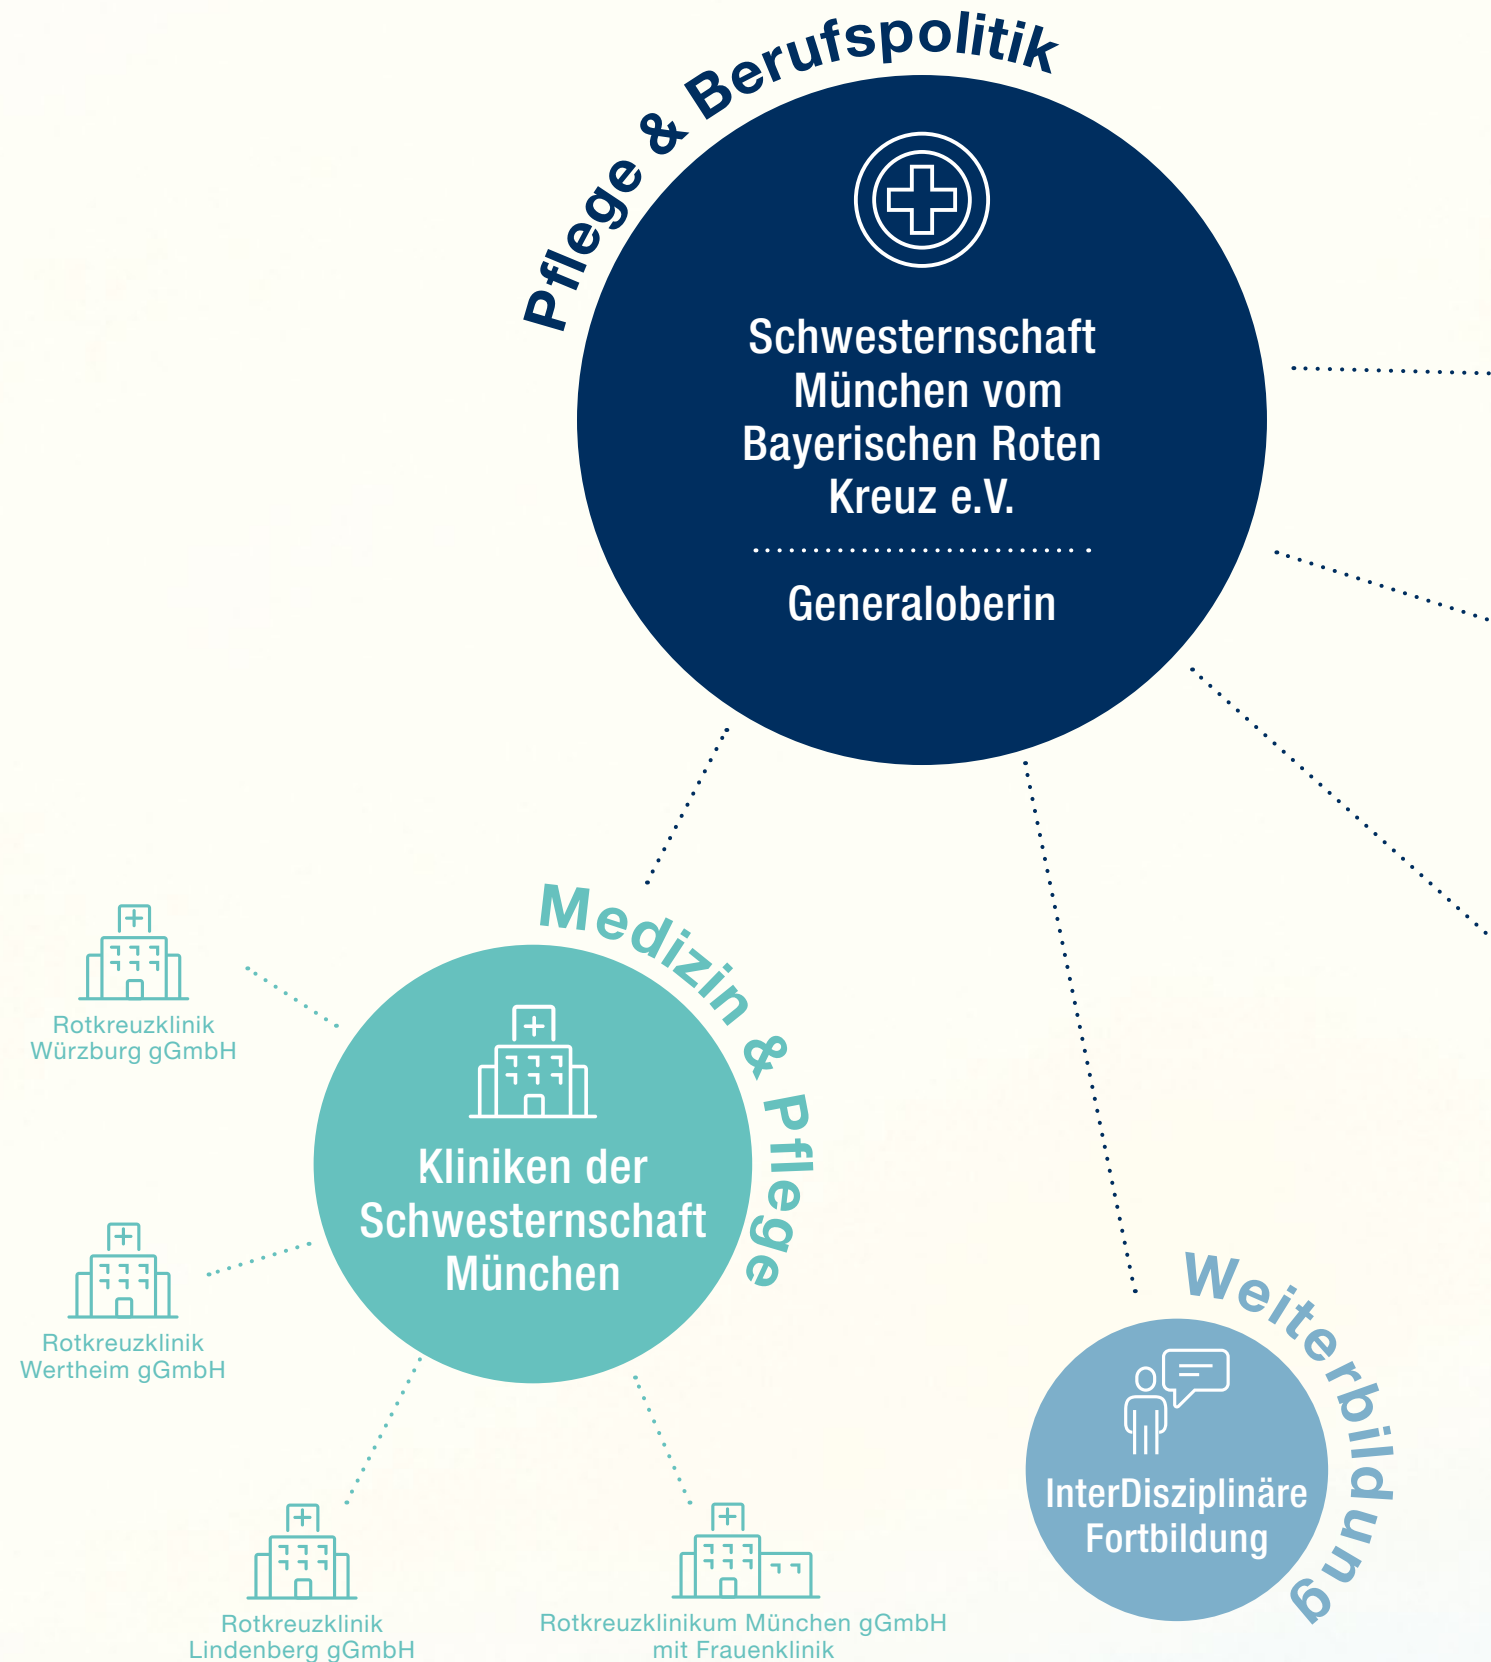 Pflege & Berufspolitik
Schwesternschaft
München vom
Bayerischen Roten
Kreuz e.V.
Generaloberin
Medizin & Pflege
Kliniken der
Schwesternschaft
München
Rotkreuzklinik
Würzburg gGmbH
Rotkreuzklinik
Wertheim gGmbH
Rotkreuzklinik
Lindenberg gGmbH
Rotkreuzklinikum München gGmbH
mit Frauenklinik
Weiterbildung
InterDisziplinäre
Fortbildung